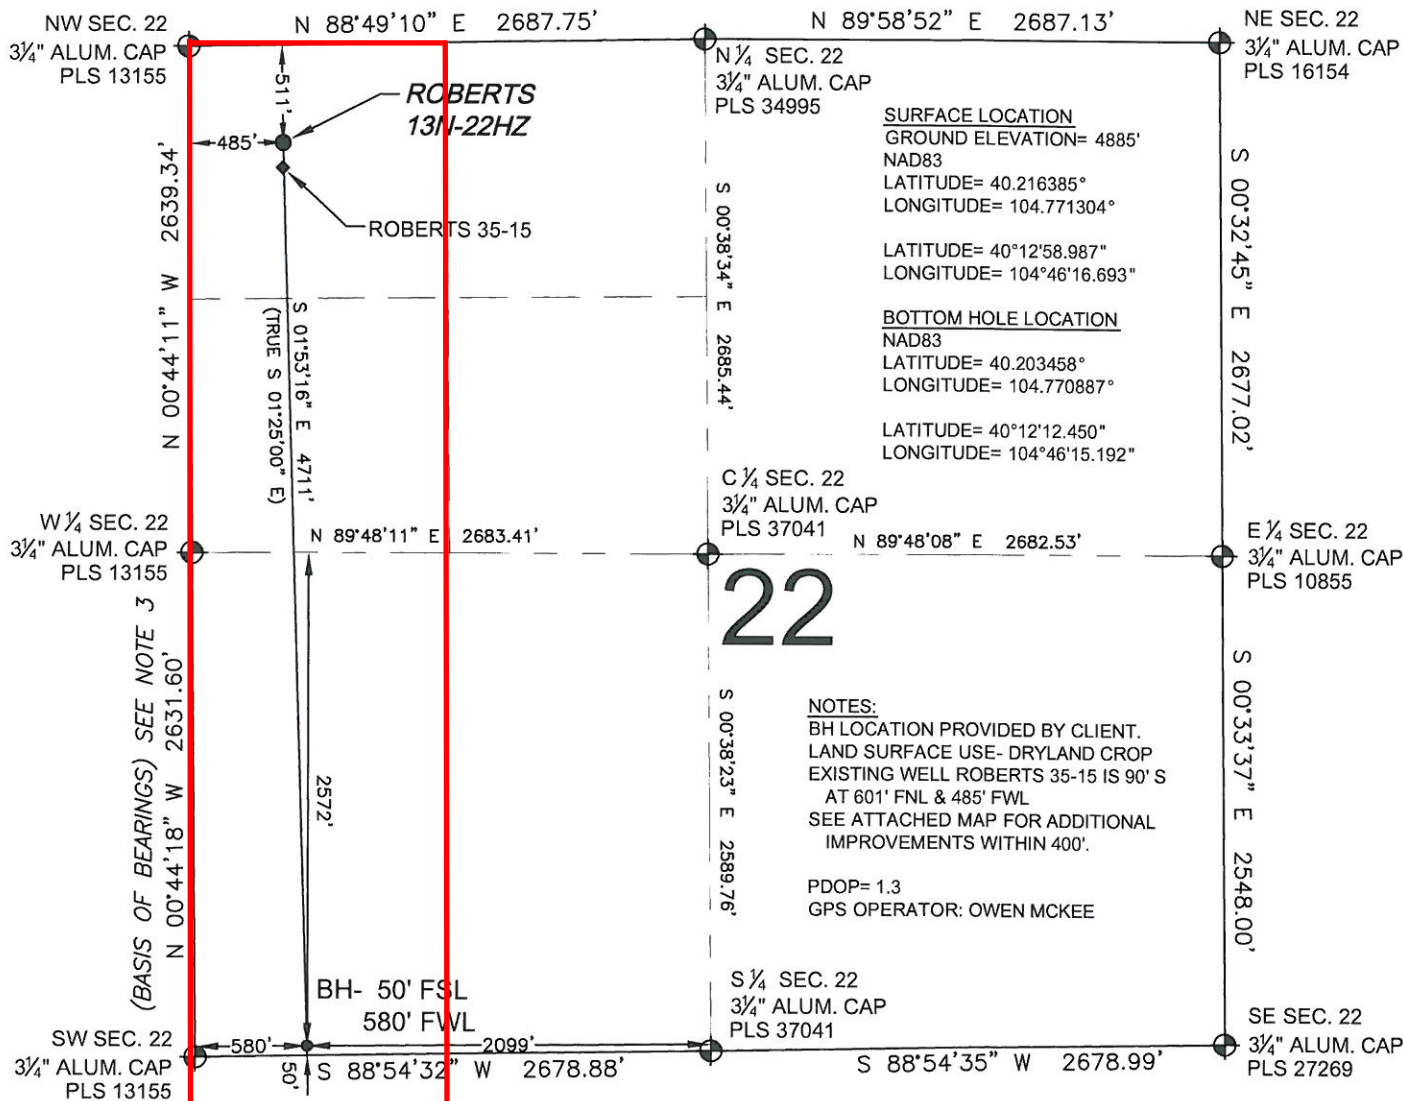 NW SEC. 22
3¼" ALUM. CAP
PLS 13155
N 88°49'10" E 2687.75'
N 89°58'52" E 2687.13'
NE SEC. 22
3¼" ALUM. CAP
PLS 16154
N ¼ SEC. 22
3¼" ALUM. CAP
PLS 34995
511'
485'
ROBERTS
13N-22HZ
ROBERTS 35-15
N 00°44'11" W 2639.34'
S 01°53'16" E 4711'
(TRUE S 01°25'00" E)
S 00°38'34" E 2685.44'
SURFACE LOCATION
GROUND ELEVATION= 4885'
NAD83
LATITUDE= 40.216385°
LONGITUDE= 104.771304°
LATITUDE= 40°12'58.987"
LONGITUDE= 104°46'16.693"
BOTTOM HOLE LOCATION
NAD83
LATITUDE= 40.203458°
LONGITUDE= 104.770887°
LATITUDE= 40°12'12.450"
LONGITUDE= 104°46'15.192"
S 00°32'45" E 2677.02'
W ¼ SEC. 22
3¼" ALUM. CAP
PLS 13155
N 89°48'11" E 2683.41'
C ¼ SEC. 22
3¼" ALUM. CAP
PLS 37041
N 89°48'08" E 2682.53'
E ¼ SEC. 22
3¼" ALUM. CAP
PLS 10855
22
(BASIS OF BEARINGS) SEE NOTE 3
N 00°44'18" W 2631.60'
2572'
S 00°38'23" E 2589.76'
NOTES:
BH LOCATION PROVIDED BY CLIENT.
LAND SURFACE USE- DRYLAND CROP
EXISTING WELL ROBERTS 35-15 IS 90' S
AT 601' FNL & 485' FWL
SEE ATTACHED MAP FOR ADDITIONAL
IMPROVEMENTS WITHIN 400'.
PDOP= 1.3
GPS OPERATOR: OWEN MCKEE
S 00°33'37" E 2548.00'
BH- 50' FSL
580' FWL
S ¼ SEC. 22
3¼" ALUM. CAP
PLS 37041
SW SEC. 22
3¼" ALUM. CAP
PLS 13155
580'
2099'
50'
S 88°54'32" W 2678.88'
S 88°54'35" W 2678.99'
SE SEC. 22
3¼" ALUM. CAP
PLS 27269